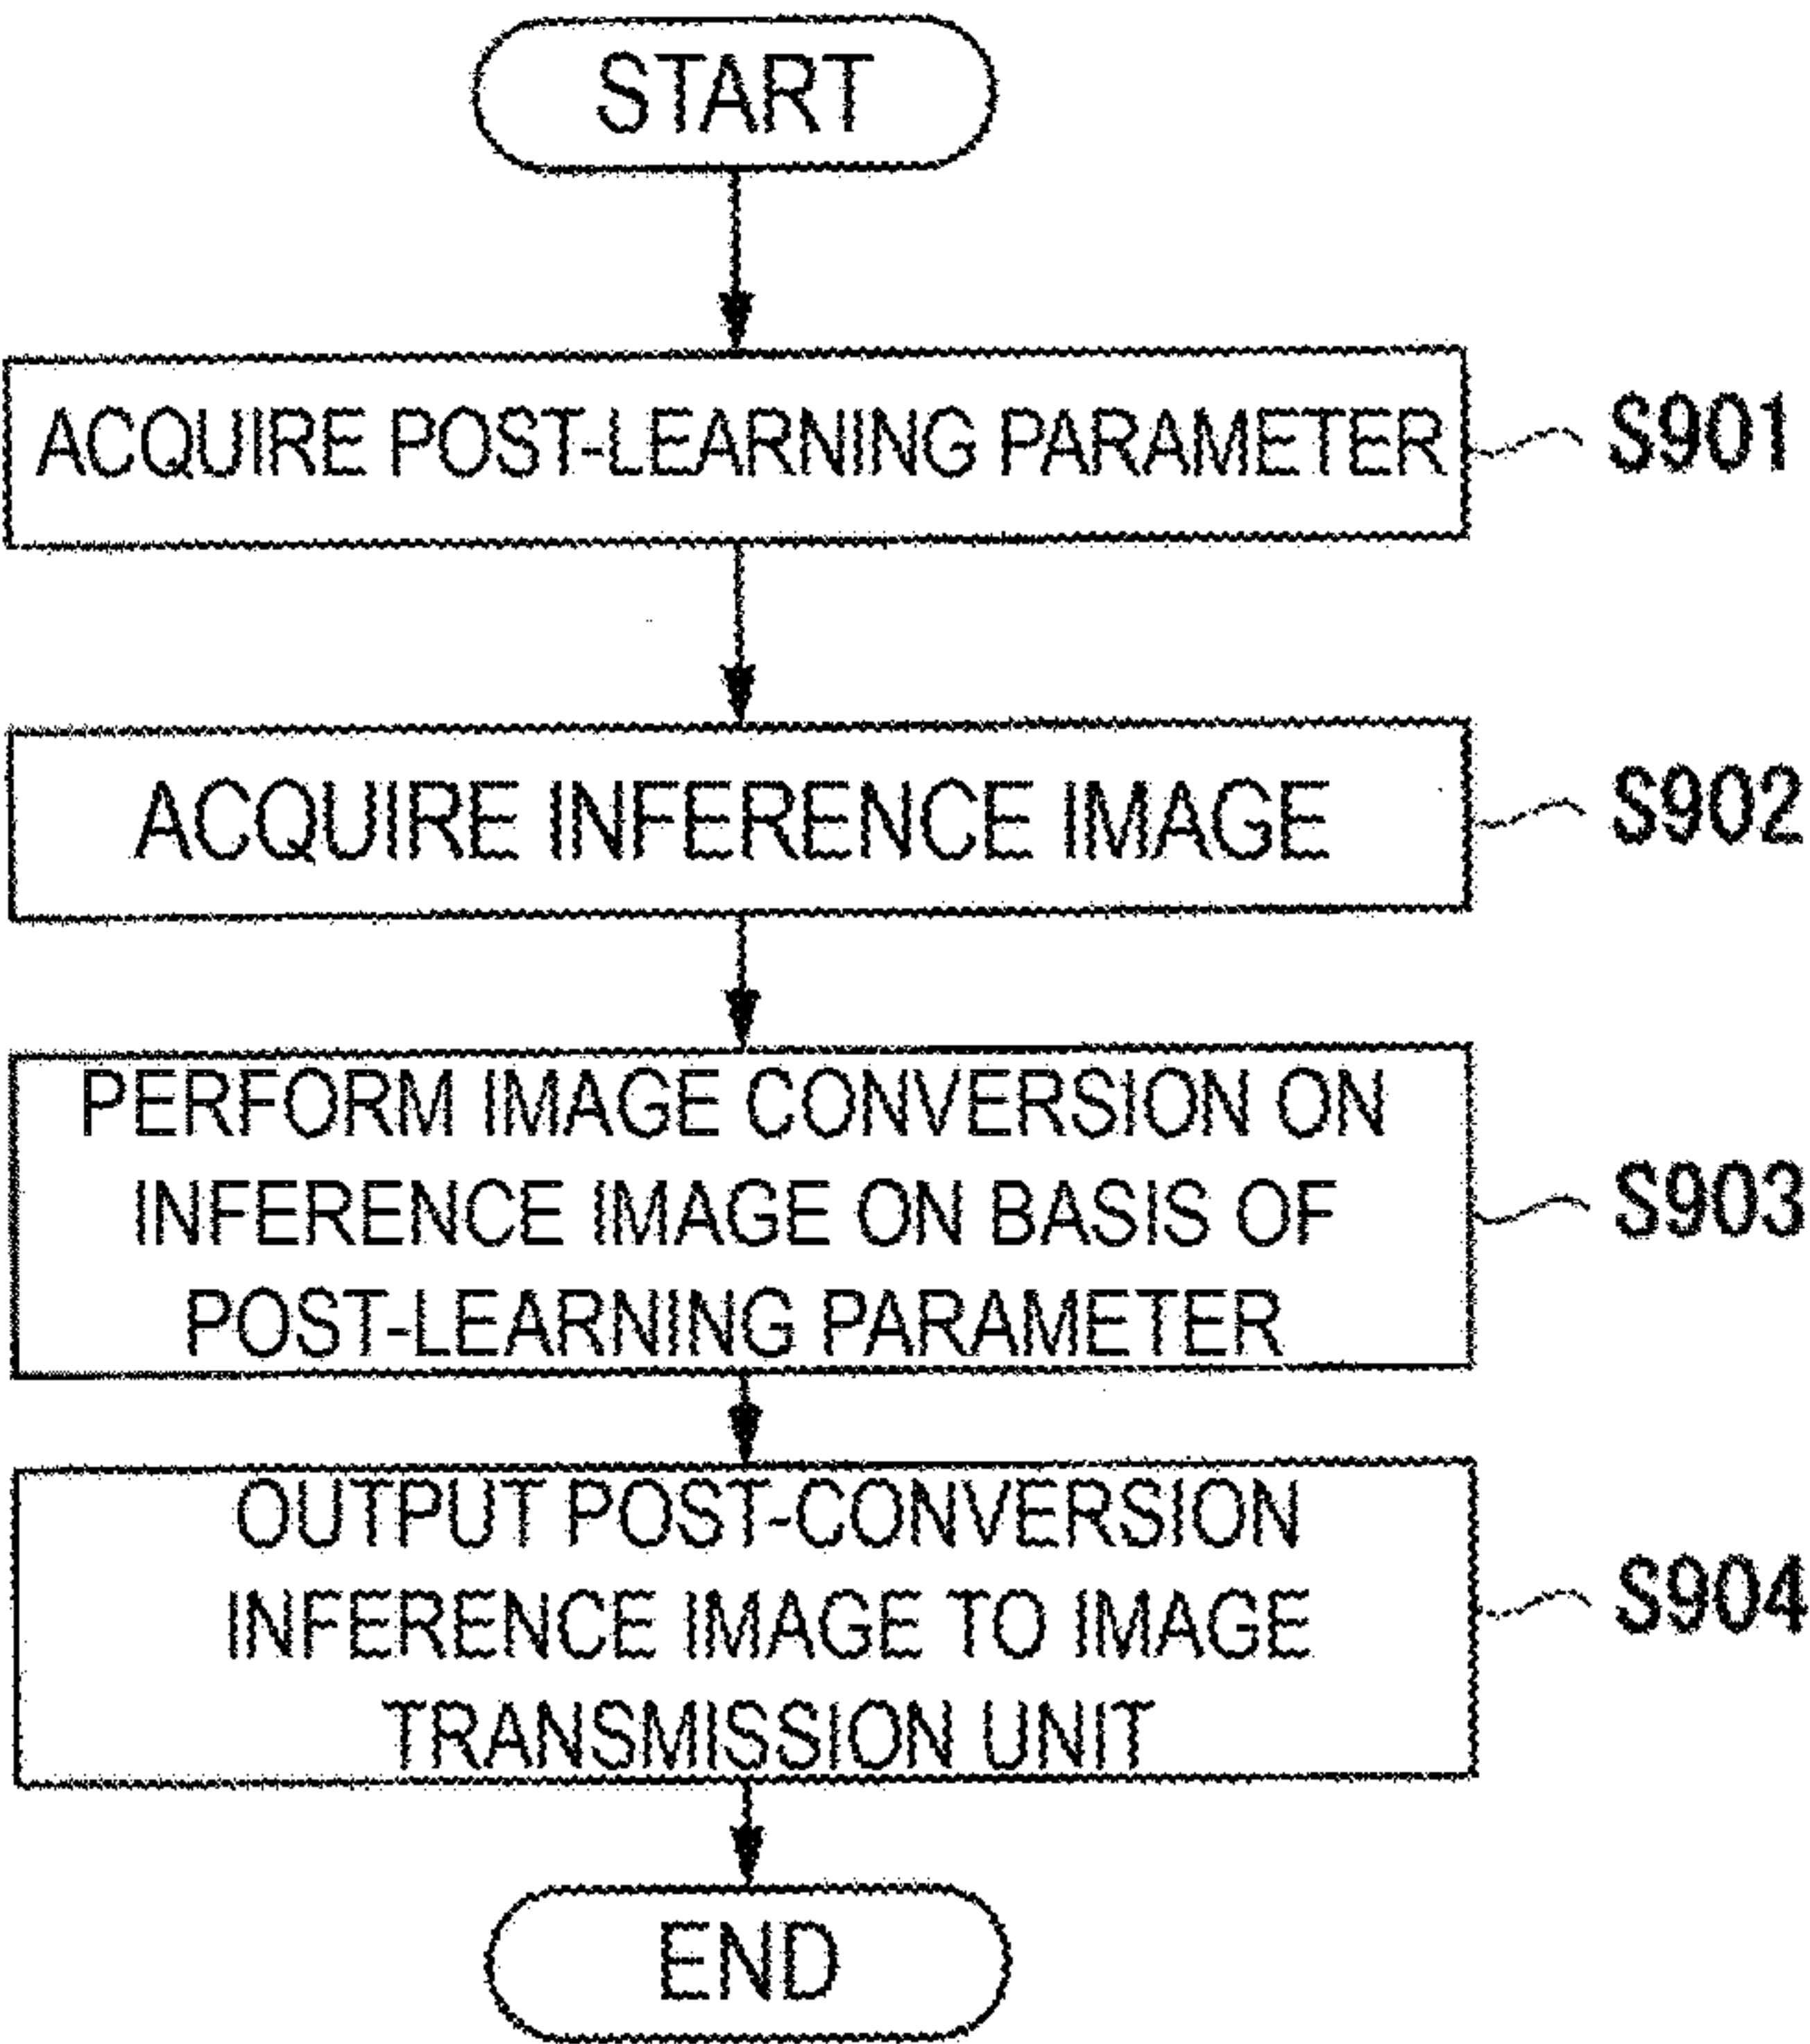 START
ACQUIRE POST-LEARNING PARAMETER
S901
ACQUIRE INFERENCE IMAGE
S902
PERFORM IMAGE CONVERSION ON
INFERENCE IMAGE ON BASIS OF
POST-LEARNING PARAMETER
S903
OUTPUT POST-CONVERSION
INFERENCE IMAGE TO IMAGE
TRANSMISSION UNIT
S904
END